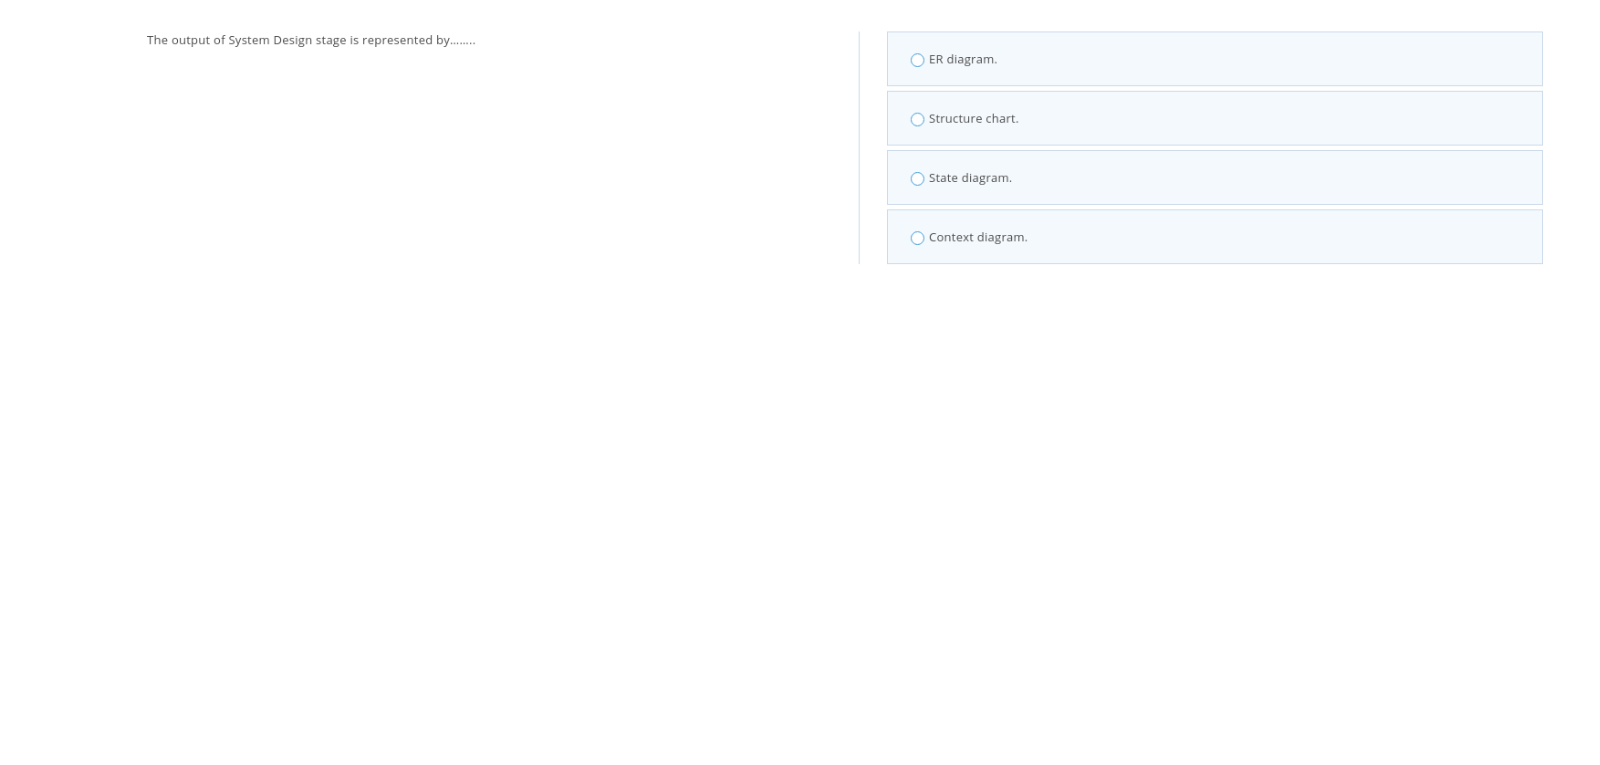 The output of System Design stage is represented by........
ER diagram.
Structure chart.
State diagram.
Context diagram.